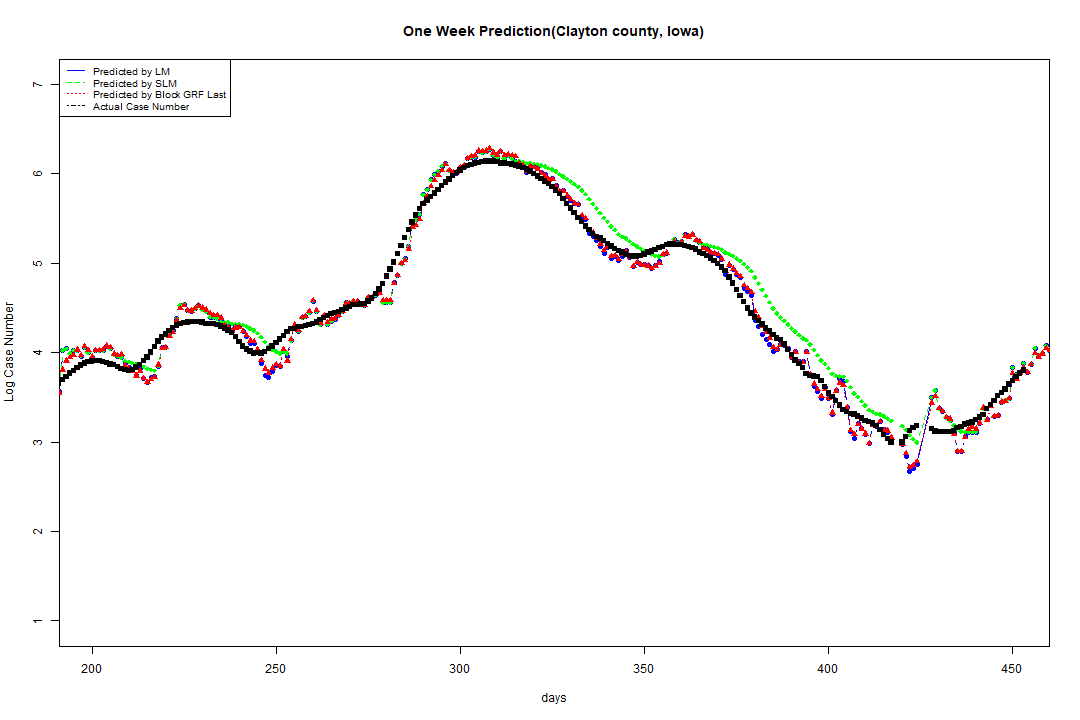 One Week Prediction(Clayton county, Iowa)
Predicted by LM
Predicted by SLM
Predicted by Block GRF Last
Actual Case Number
Log Case Number
7
6
5
4
3
2
1
200 250 300 350 400 450
days